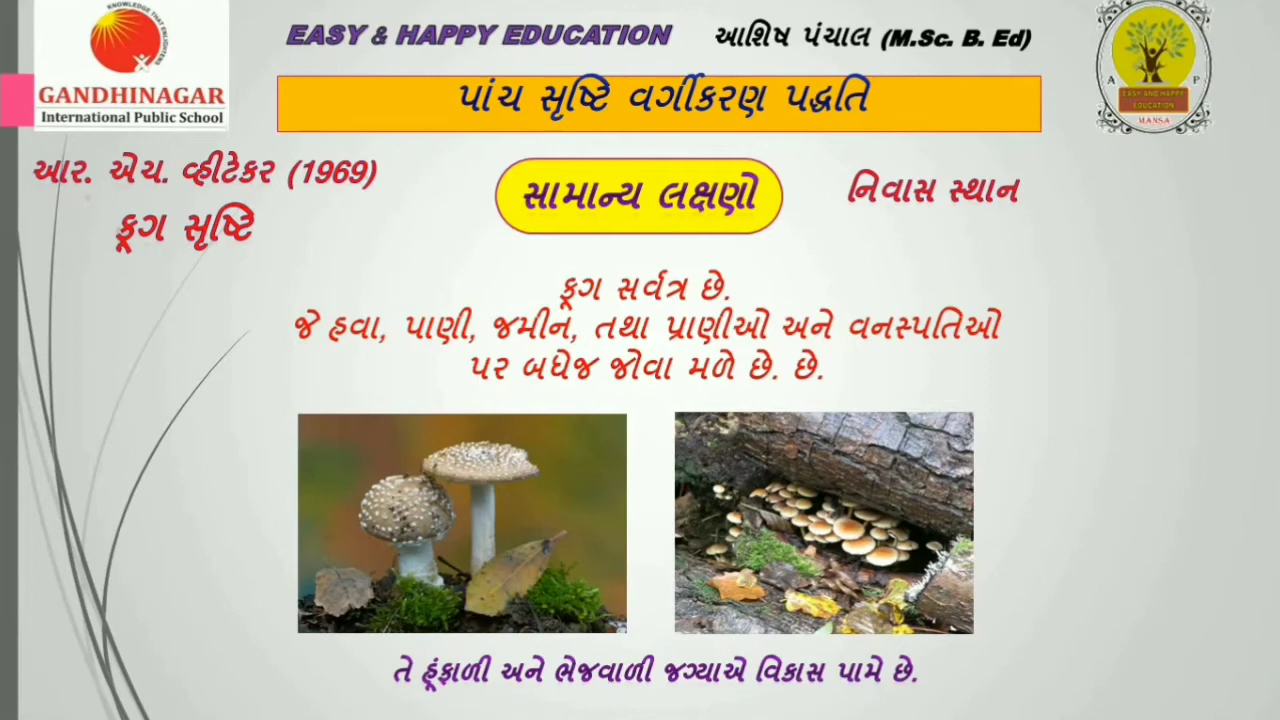 KNOWLEDGE THAT ENLIGHTENS
GANDHINAGAR
International Public School
EASY & HAPPY EDUCATION
આશિષ પંચાલ (M.Sc. B. Ed)
A P
EASY AND HAPPY
EDUCATION
MANSA
પાંચ સૃષ્ટિ વર્ગીકરણ પદ્ધતિ
આર. એચ. વ્હીટેકર (1969)
ફૂગ સૃષ્ટિ
સામાન્ય લક્ષણો
નિવાસ સ્થાન
ફૂગ સર્વત્ર છે.
જે હવા, પાણી, જમીન, તથા પ્રાણીઓ અને વનસ્પતિઓ
પર બધેજ જોવા મળે છે. છે.
તે હૂંફાળી અને ભેજવાળી જગ્યાએ વિકાસ પામે છે.